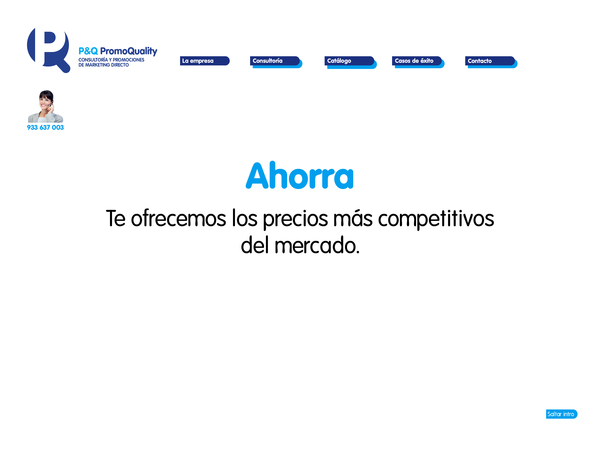 P&Q PromoQuality
CONSULTORÍA Y PROMOCIONES
DE MARKETING DIRECTO
La empresa
Consultoría
Catálogo
Casos de éxito
Contacto
933 637 003
Ahorra
Te ofrecemos los precios más competitivos
del mercado.
Saltar intro